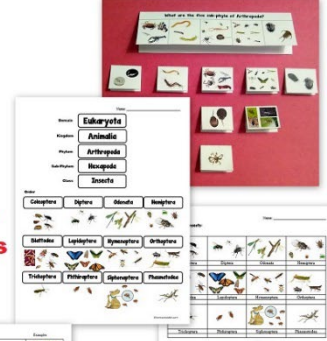 What are the five sub-phyla of Arthropoda?
Name
Domain Eukaryota
Kingdom Animalia
Phylum Arthropoda
Sub-Phylum Hexapoda
Class Insecta
Order
Coleoptera Diptera Odonata Hemiptera
Blattodea Lepidoptera Hymenoptera Orthoptera
Trichoptera Phthiraptera Siphonaptera Phasmatodea
s
Name
Diptera Odonata Hemiptera
Lepidoptera Hymenoptera Orthoptera
Trichoptera Phthiraptera Siphonaptera Phasmatodea
Example